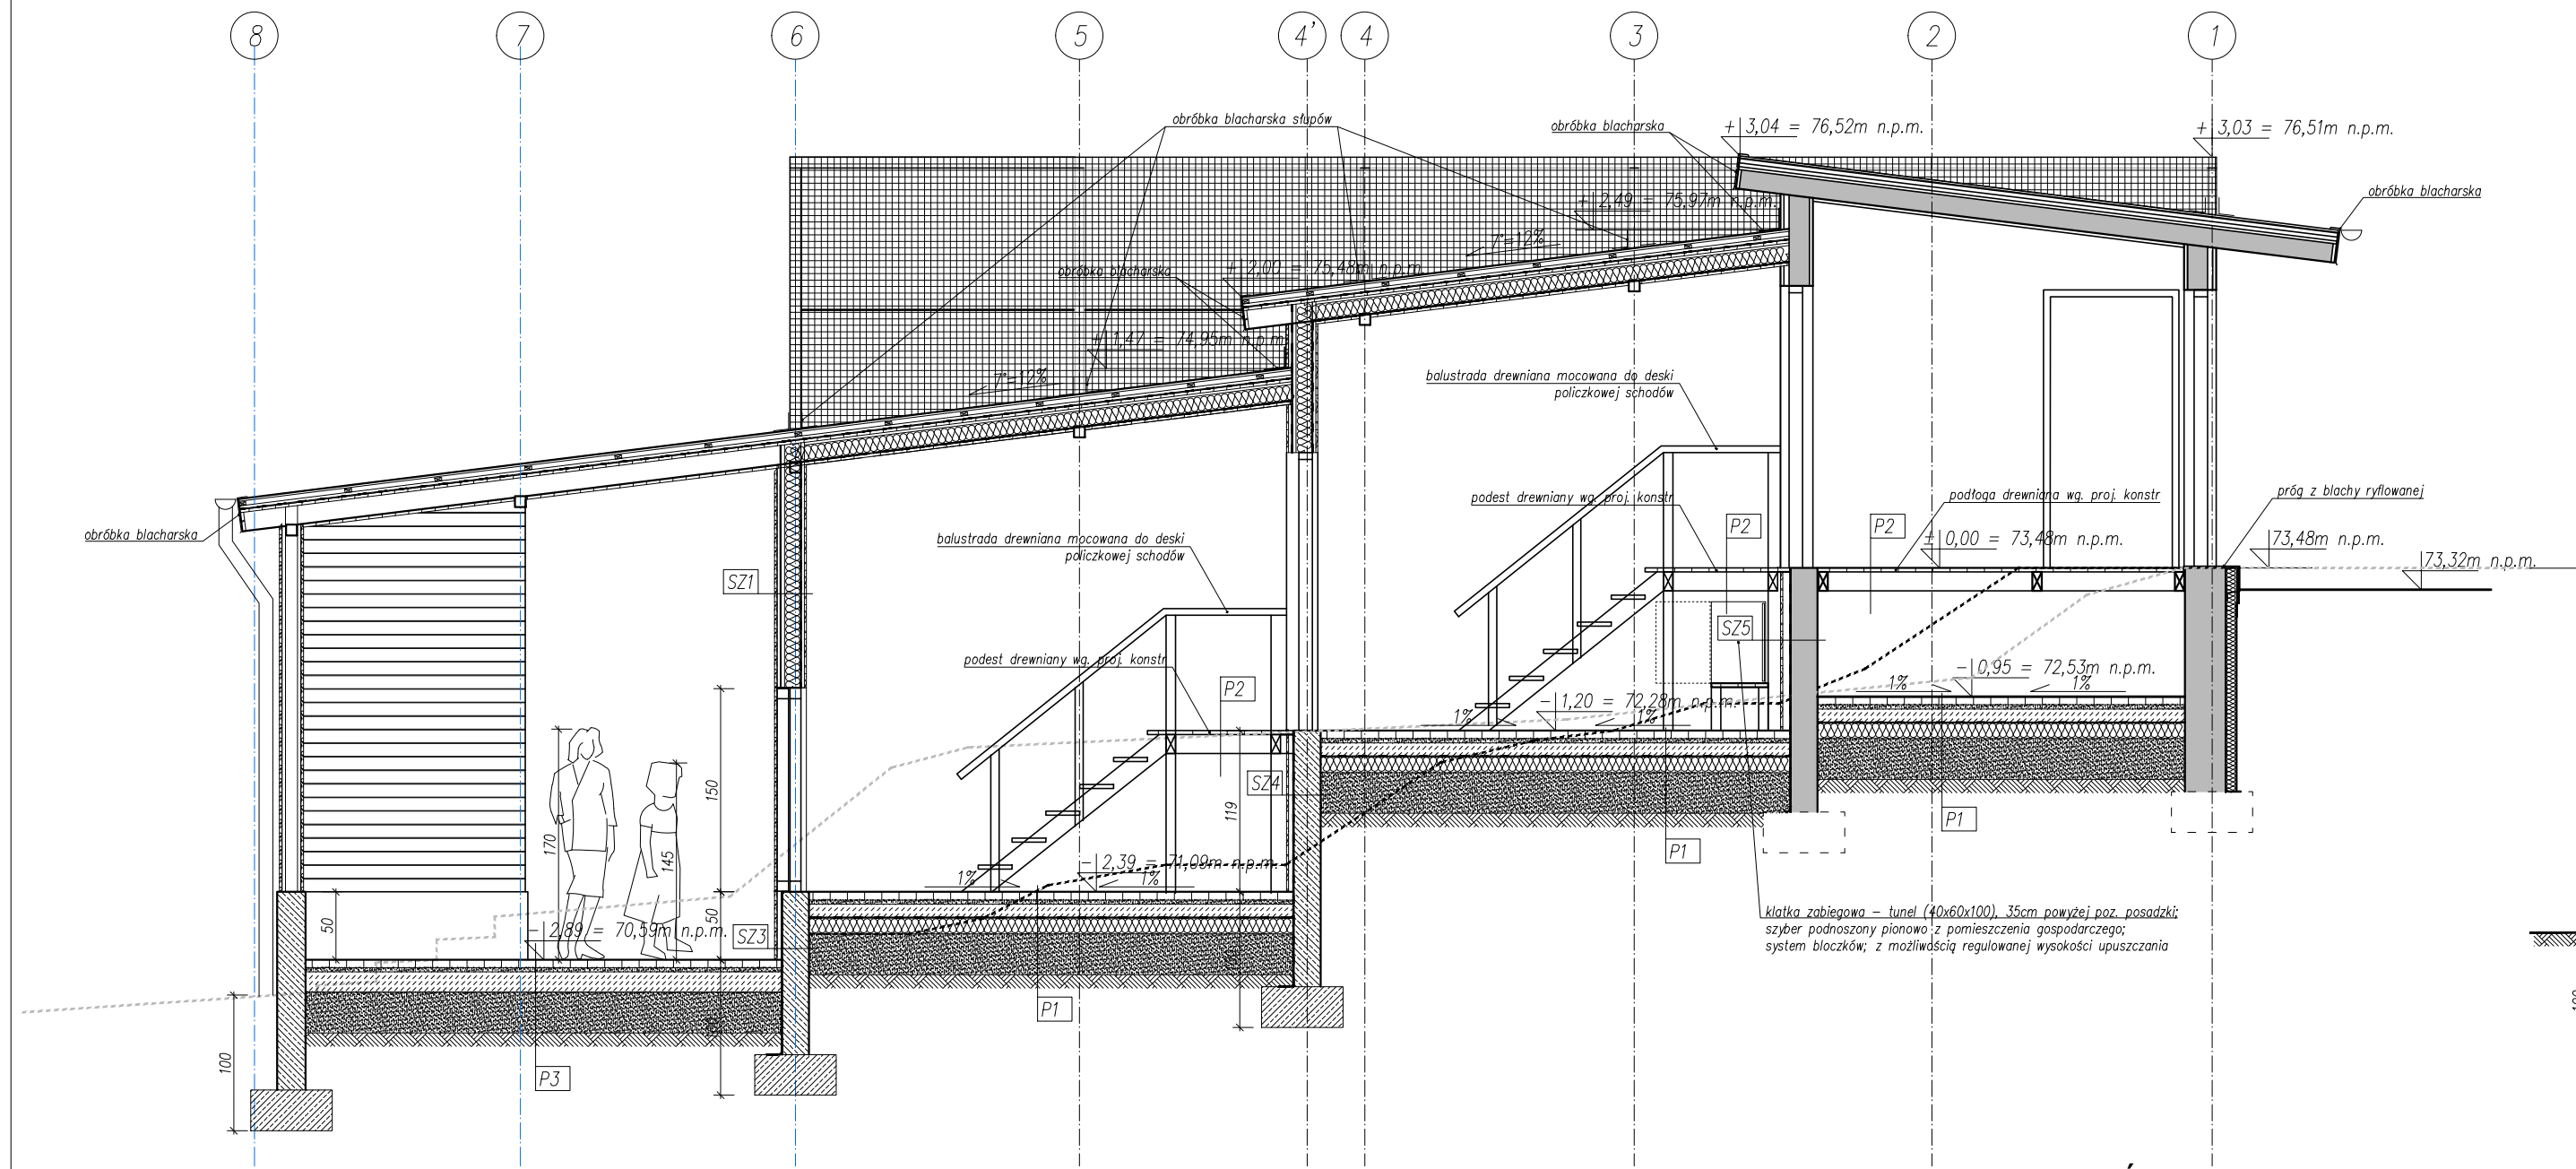 8
7
6
5
4'
4
3
2
1
obróbka blacharska słupów
obróbka blacharska
+ 3,04 = 76,52m n.p.m.
+ 3,03 = 76,51m n.p.m.
obróbka blacharska
+ 2,49 = 75,97m n.p.m.
7°=12%
obróbka blacharska
+ 2,00 = 75,48m n.p.m.
+ 1,47 = 74,95m n.p.m.
7°=12%
balustrada drewniana mocowana do deski
policzkowej schodów
podest drewniany wg. proj. konstr
P2
P2
podłoga drewniana wg. proj. konstr
próg z blachy ryflowanej
± 0,00 = 73,48m n.p.m.
73,48m n.p.m.
73,32m n.p.m.
obróbka blacharska
balustrada drewniana mocowana do deski
policzkowej schodów
SZ1
SZ5
podest drewniany wg. proj. konstr
P2
- 0,95 = 72,53m n.p.m.
1%
1%
- 1,20 = 72,28m n.p.m.
1%
1%
150
SZ4
119
P1
P1
170
145
- 2,39 = 71,09m n.p.m.
1%
1%
50
50
- 2,89 = 70,59m n.p.m.
SZ3
klatka zabiegowa – tunel (40x60x100), 35cm powyżej poz. posadzki;
szyber podnoszony pionowo z pomieszczenia gospodarczego;
system bloczków; z możliwością regulowanej wysokości upuszczania
P1
100
P3
100